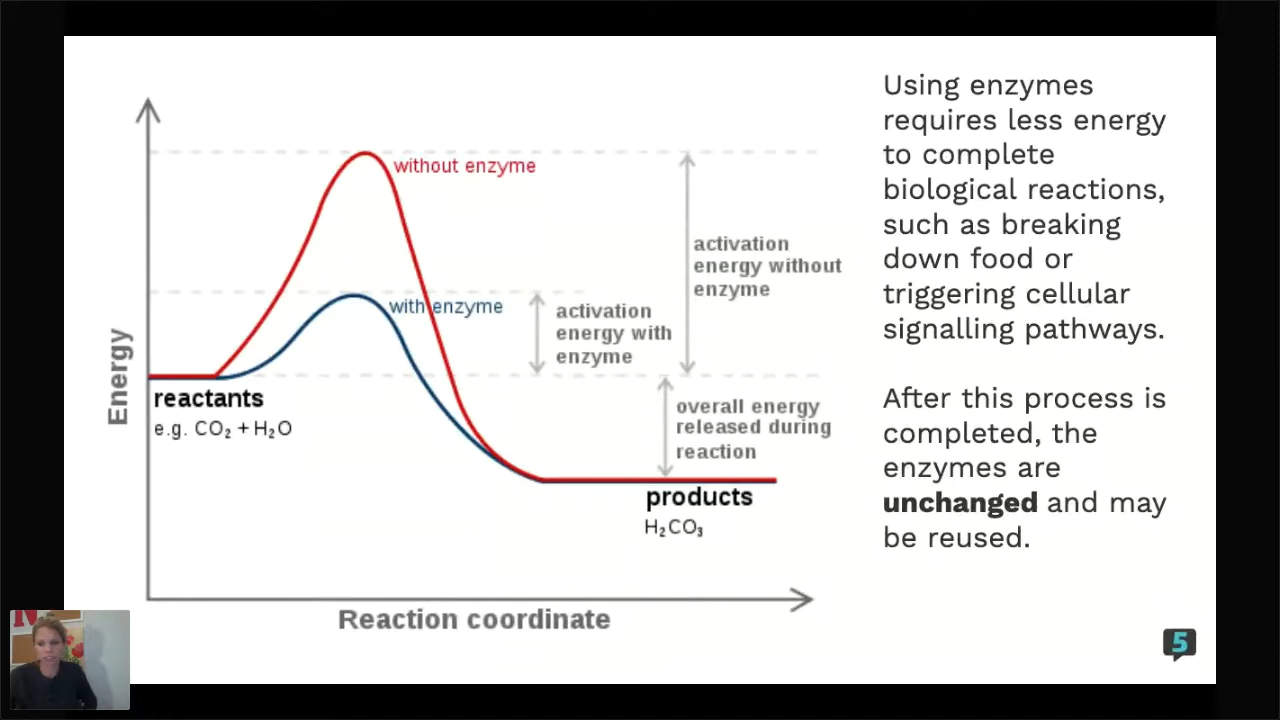 Using enzymes
requires less energy
to complete
biological reactions,
such as breaking
down food or
triggering cellular
signalling pathways.
After this process is
completed, the
enzymes are
unchanged and may
be reused.
without enzyme
with enzyme
activation
energy without
enzyme
activation
energy with
enzyme
Energy
reactants
e.g. CO₂ + H₂O
overall energy
released during
reaction
products
H₂CO₃
Reaction coordinate
N
5